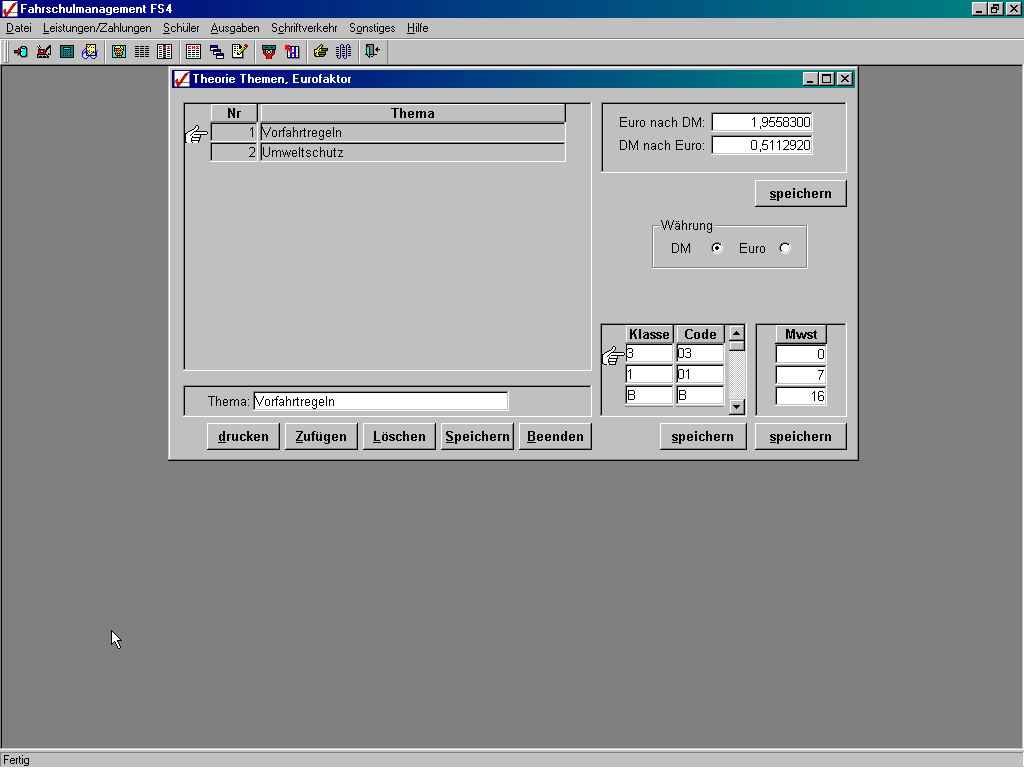 Fahrschulmanagement FS4
Datei Leistungen/Zahlungen Schüler Ausgaben Schriftverkehr Sonstiges Hilfe
Theorie Themen, Eurofaktor
Nr Thema
1 Vorfahrtregeln
2 Umweltschutz
Euro nach DM: 1,9558300
DM nach Euro: 0,5112920
speichern
Währung
DM Euro
Klasse Code
3 03
1 01
B B
Mwst
0
7
16
Thema: Vorfahrtregeln
drucken Zufügen Löschen Speichern Beenden speichern speichern
Fertig